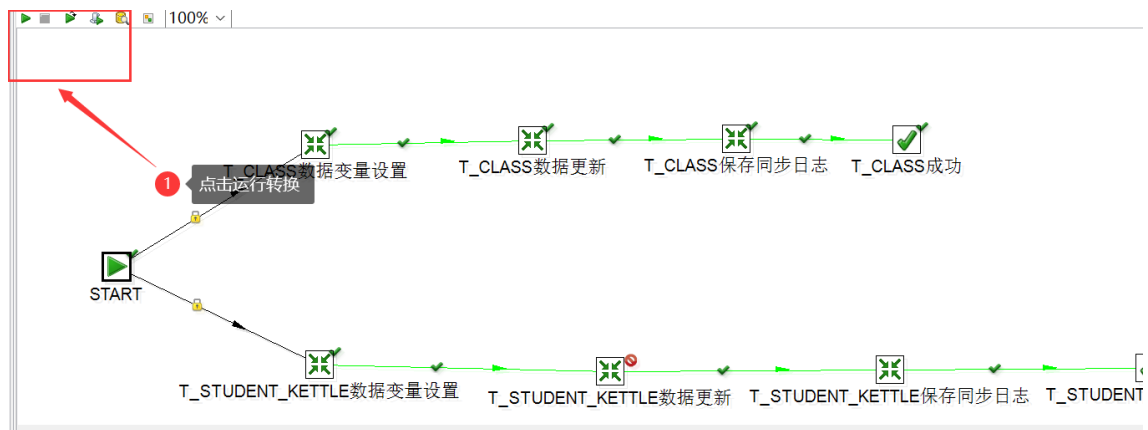 100%
T_CLASS数据变量设置
T_CLASS数据更新
T_CLASS保存同步日志
T_CLASS成功
1
点击运行转换
START
T_STUDENT_KETTLE数据变量设置
T_STUDENT_KETTLE数据更新
T_STUDENT_KETTLE保存同步日志
T_STUDENT